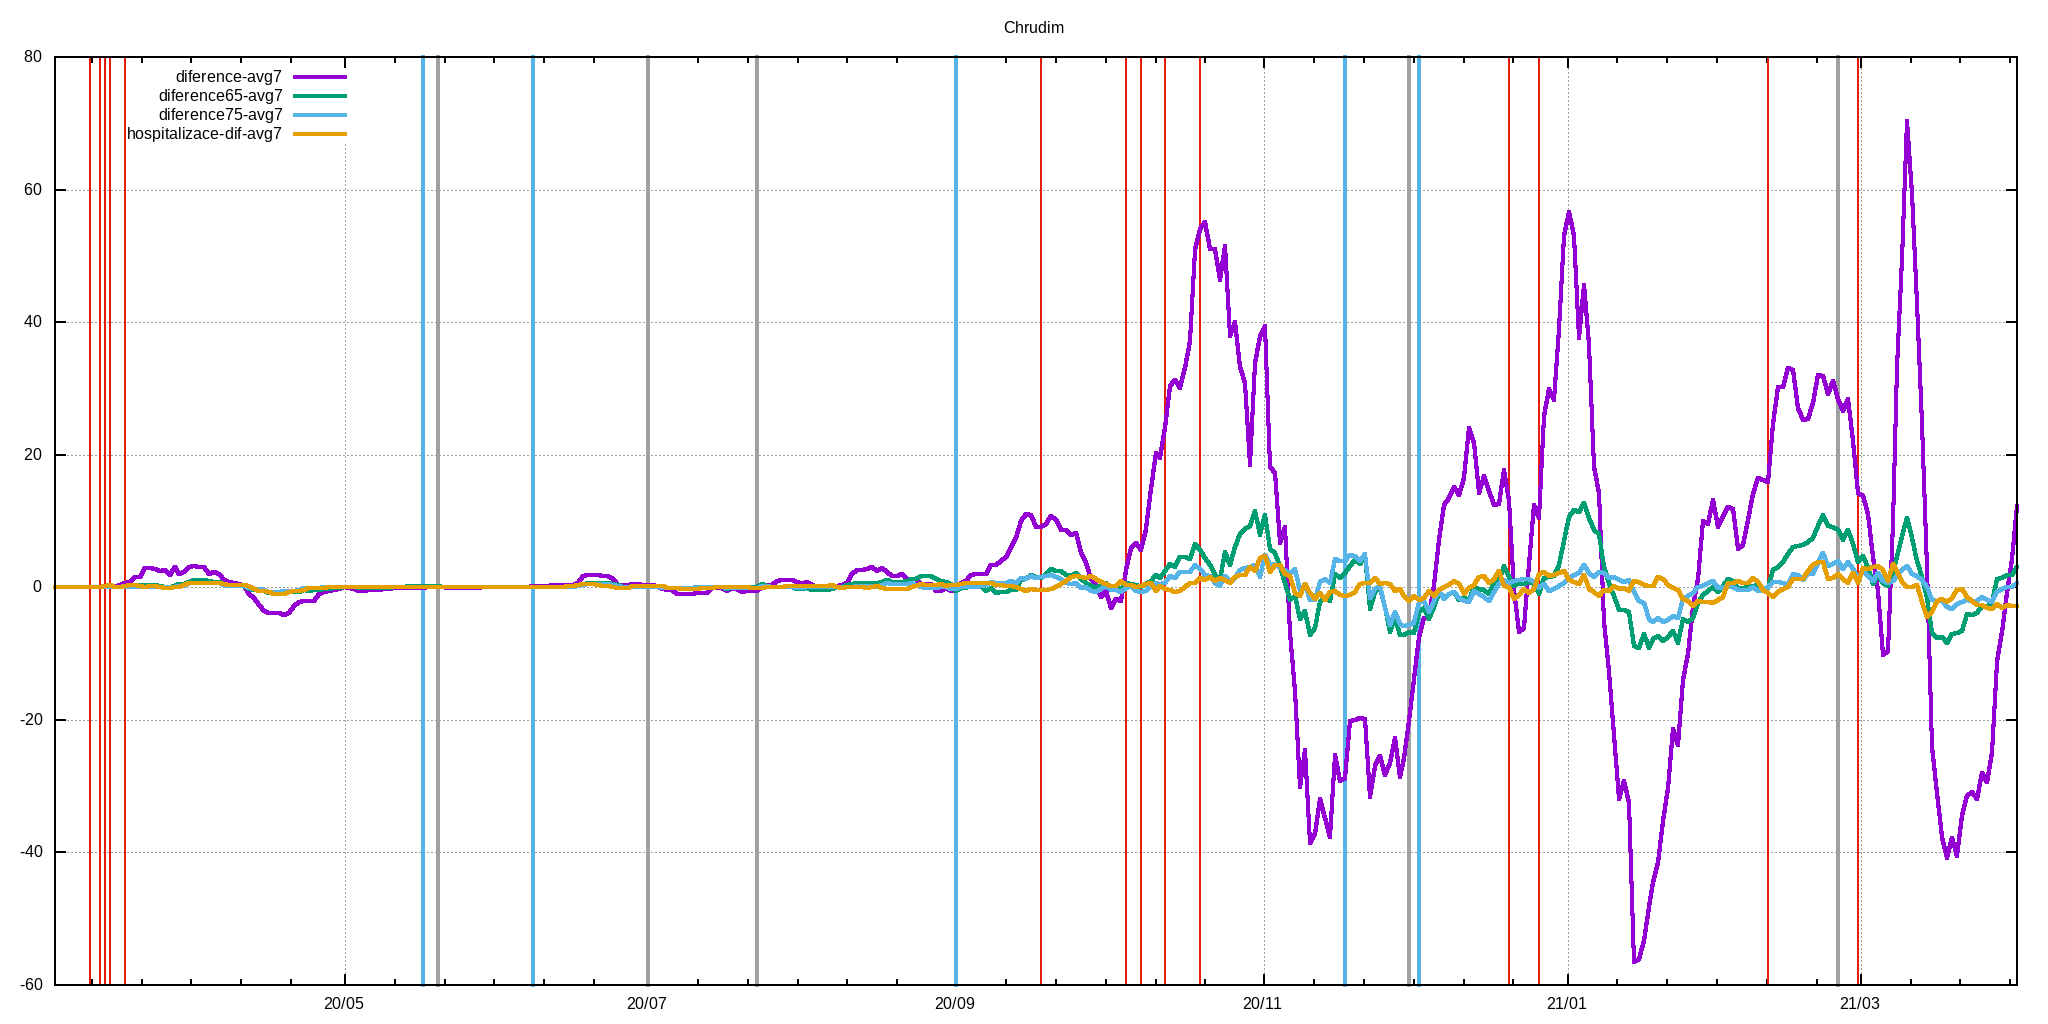 Chrudim
diference-avg7
diference65-avg7
diference75-avg7
hospitalizace-dif-avg7
80
60
40
20
0
-20
-40
-60
20/05 20/07 20/09 20/11 21/01 21/03